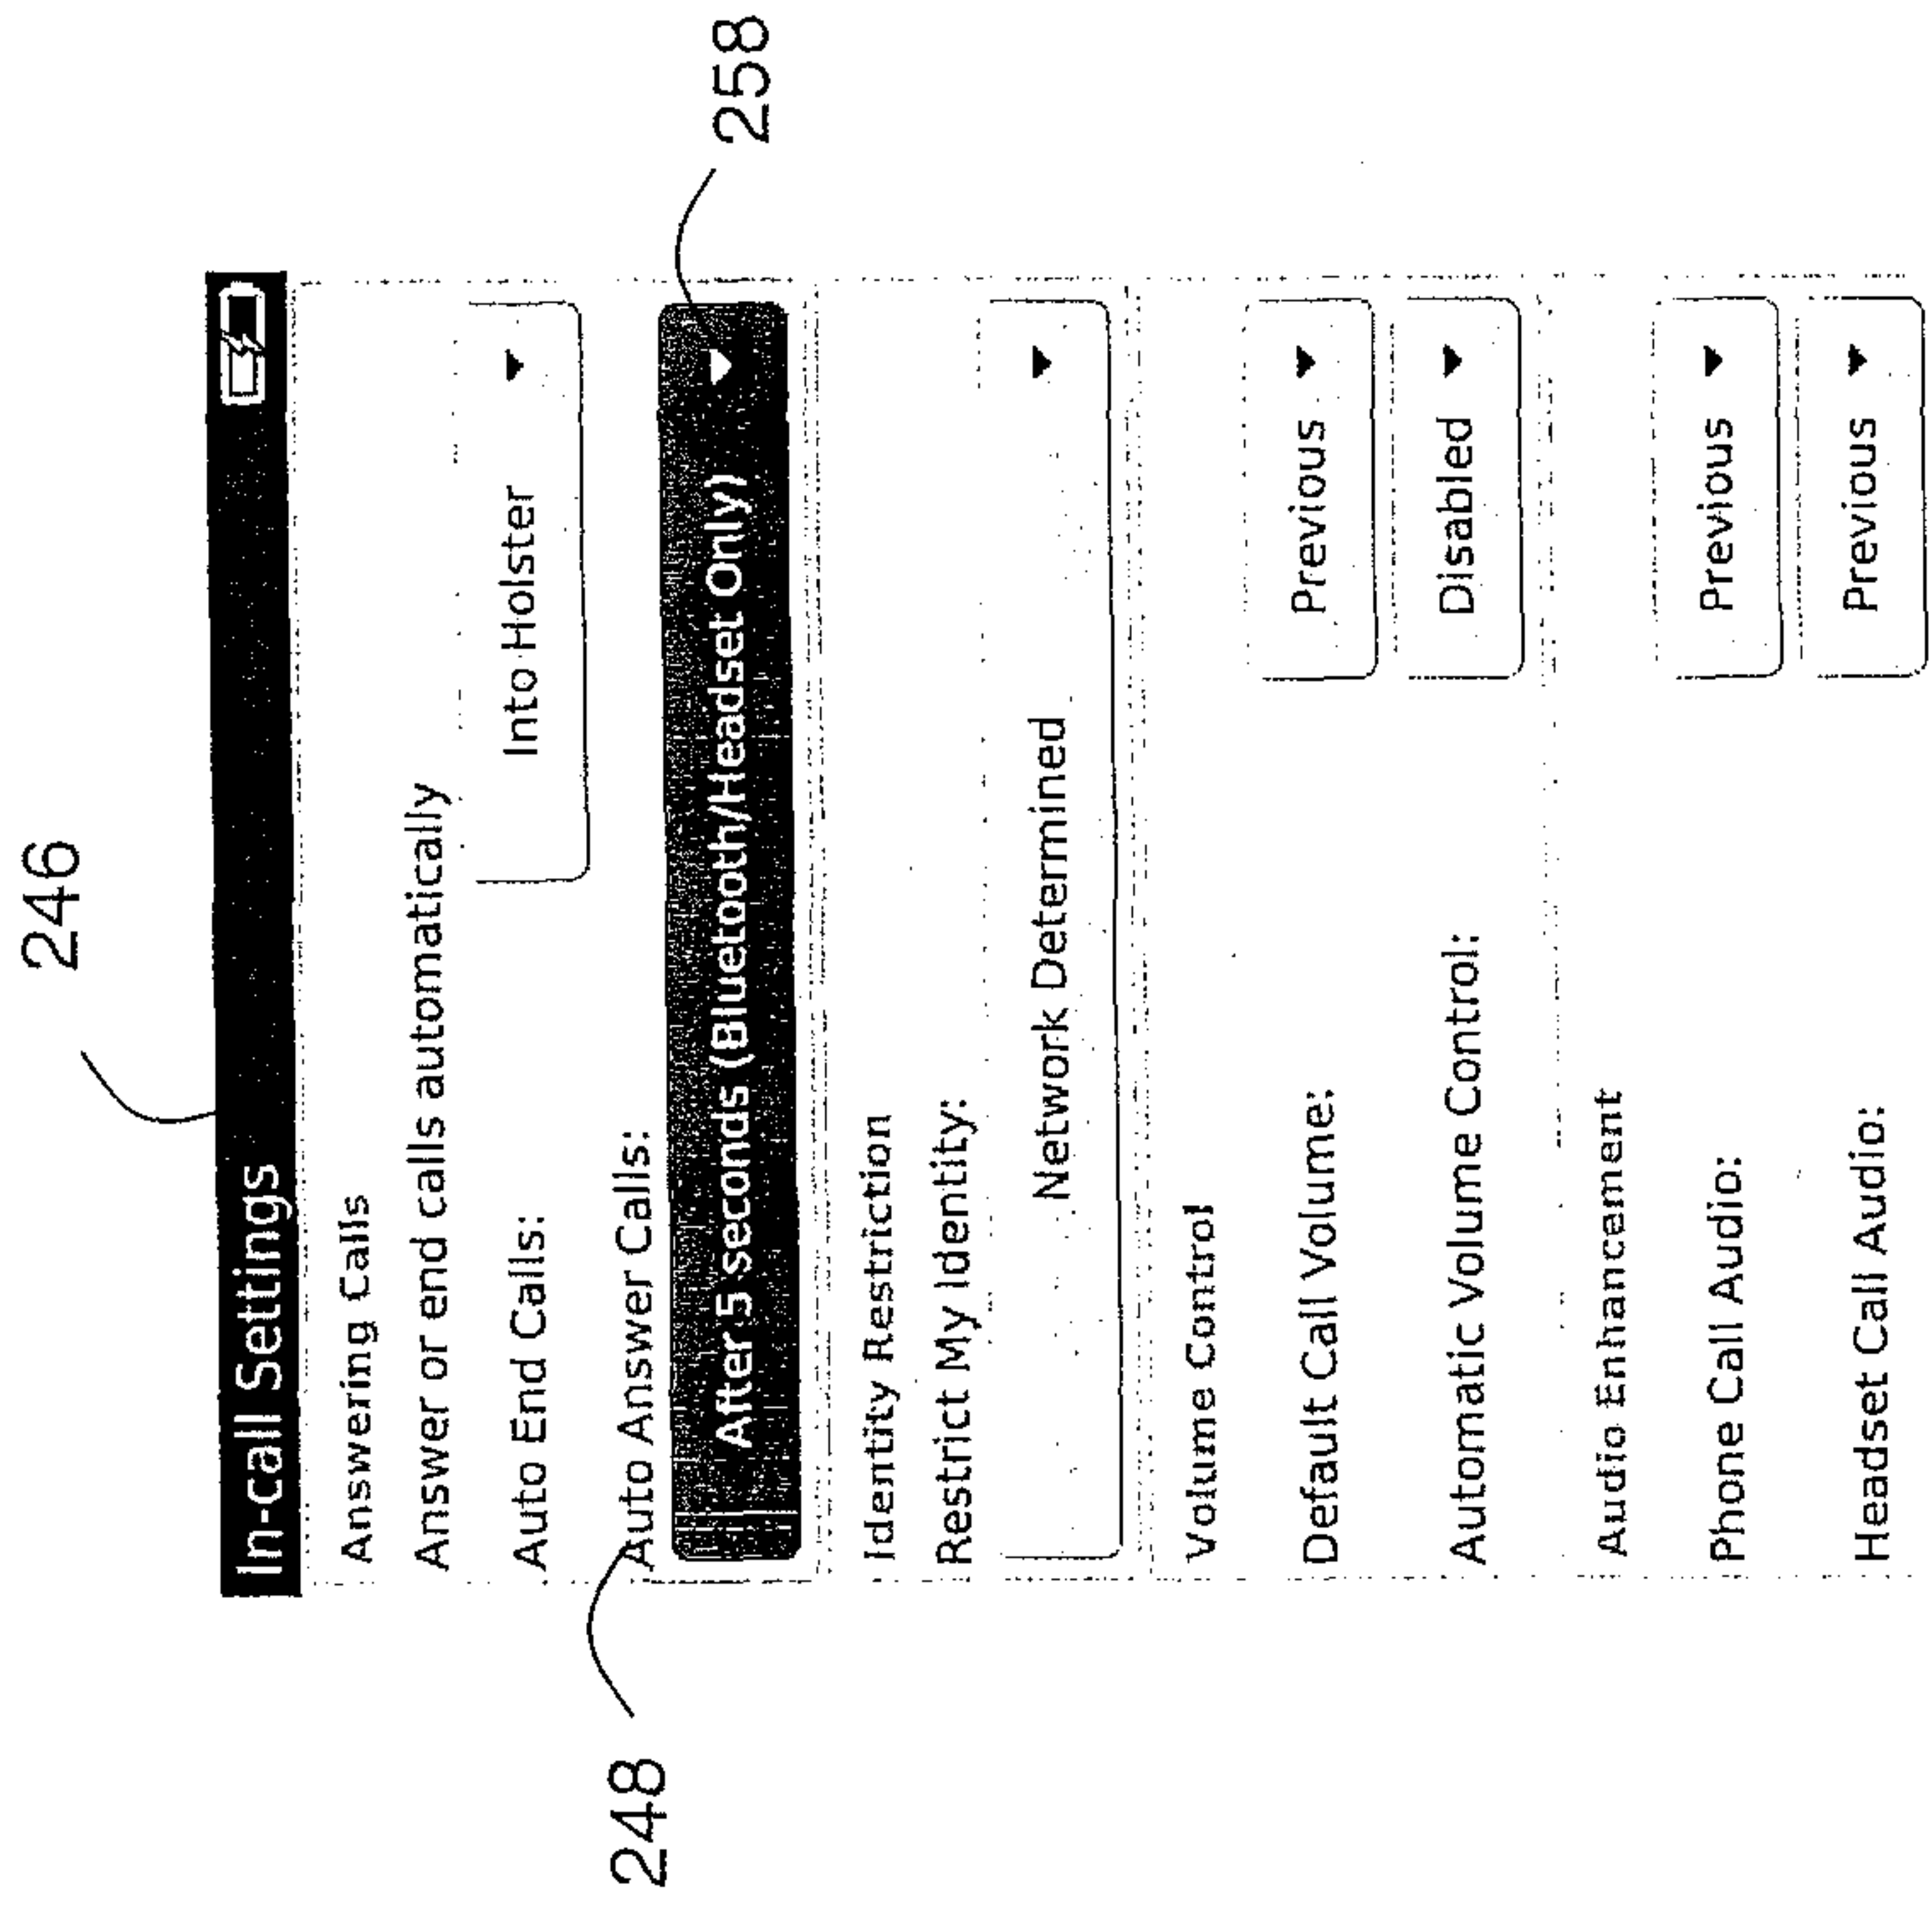 246
In-call Settings
Answering Calls
Answer or end calls automatically
Auto End Calls: Into Holster
248
Auto Answer Calls:
258
After 5 seconds (Bluetooth/Headset Only)
Identity Restriction
Restrict My Identity:
Network Determined
Volume Control
Default Call Volume: Previous
Automatic Volume Control: Disabled
Audio Enhancement
Phone Call Audio: Previous
Headset Call Audio: Previous